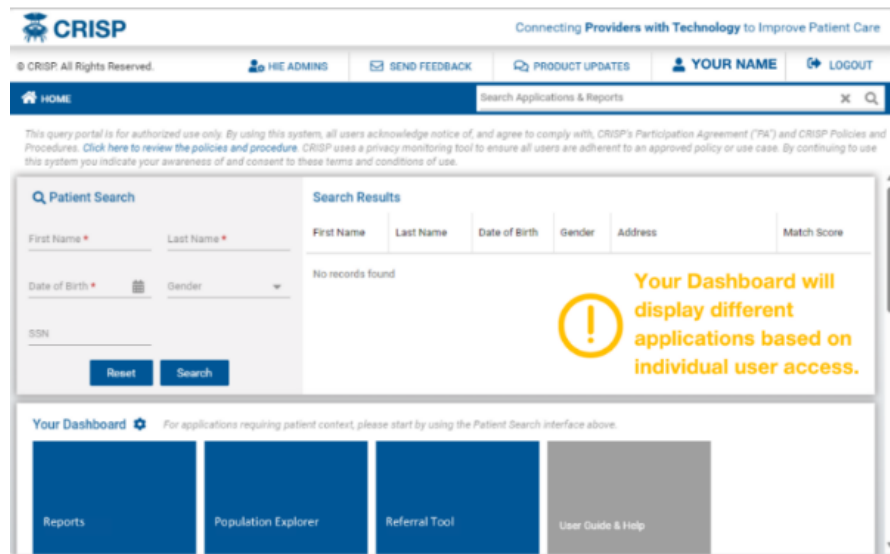 CRISP
Connecting Providers with Technology to Improve Patient Care
© CRISP. All Rights Reserved.
HIE ADMINS
SEND FEEDBACK
PRODUCT UPDATES
YOUR NAME
LOGOUT
HOME
Search Applications & Reports
This query portal is for authorized use only. By using this system, all users acknowledge notice of, and agree to comply with, CRISP's Participation Agreement ("PA") and CRISP Policies and
Procedures. Click here to review the policies and procedure. CRISP uses a privacy monitoring tool to ensure all users are adherent to an approved policy or use case. By continuing to use
this system you indicate your awareness of and consent to these terms and conditions of use.
Patient Search
First Name *
Last Name *
Date of Birth *
Gender
SSN
Reset
Search
Search Results
First Name
Last Name
Date of Birth
Gender
Address
Match Score
No records found
Your Dashboard will
display different
applications based on
individual user access.
Your Dashboard
For applications requiring patient context, please start by using the Patient Search interface above.
Reports
Population Explorer
Referral Tool
User Guide & Help